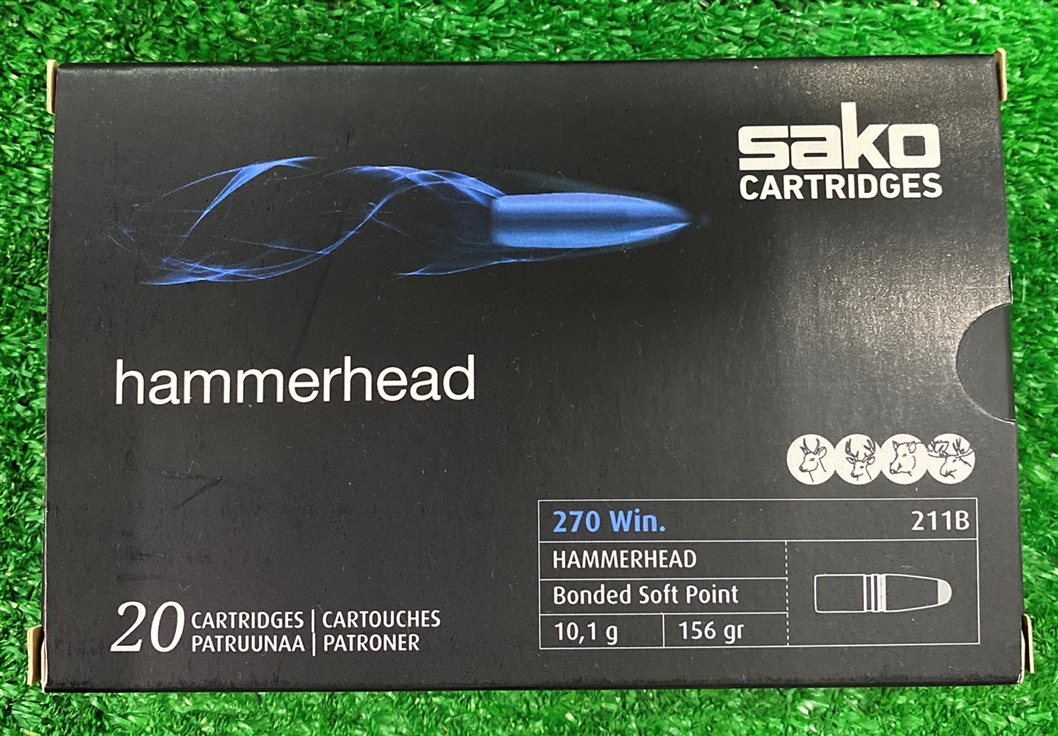 sako
CARTRIDGES
hammerhead
270 Win. 211B
HAMMERHEAD
Bonded Soft Point
10,1 g 156 gr
20 CARTRIDGES | CARTOUCHES
PATRUUNAA | PATRONER